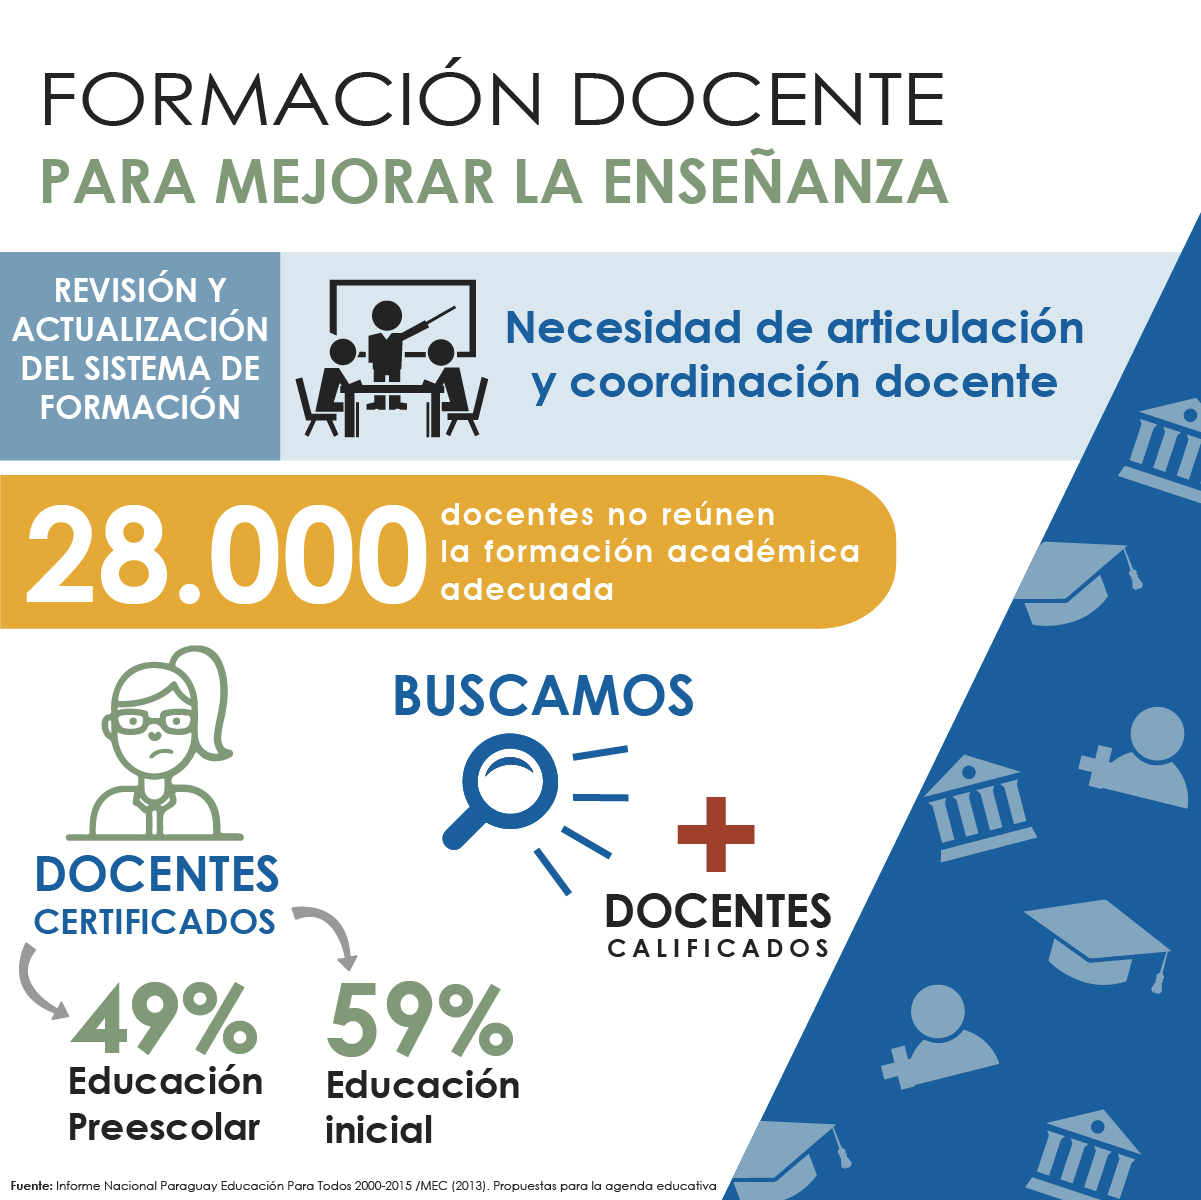 FORMACIÓN DOCENTE
PARA MEJORAR LA ENSEÑANZA
REVISIÓN Y
ACTUALIZACIÓN
DEL SISTEMA DE
FORMACIÓN
Necesidad de articulación
y coordinación docente
28.000
docentes no reúnen
la formación académica
adecuada
BUSCAMOS
+
DOCENTES
CALIFICADOS
DOCENTES
CERTIFICADOS
49%
Educación
Preescolar
59%
Educación
inicial
Fuente: Informe Nacional Paraguay Educación Para Todos 2000-2015 /MEC (2013). Propuestas para la agenda educativa